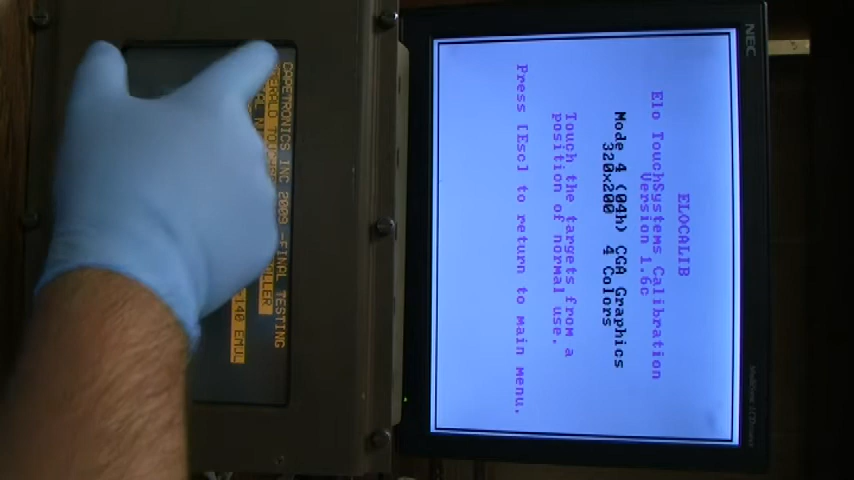 NEC
ELOCALIB
Elo TouchSystems Calibration
Version 1.6c
Mode 4 (04h) CGA Graphics
320x200 4 Colors
Touch the targets from a
position of normal use.
Press [Esc] to return to main menu.
CAPETRONICS INC 2009 -FINAL TESTING